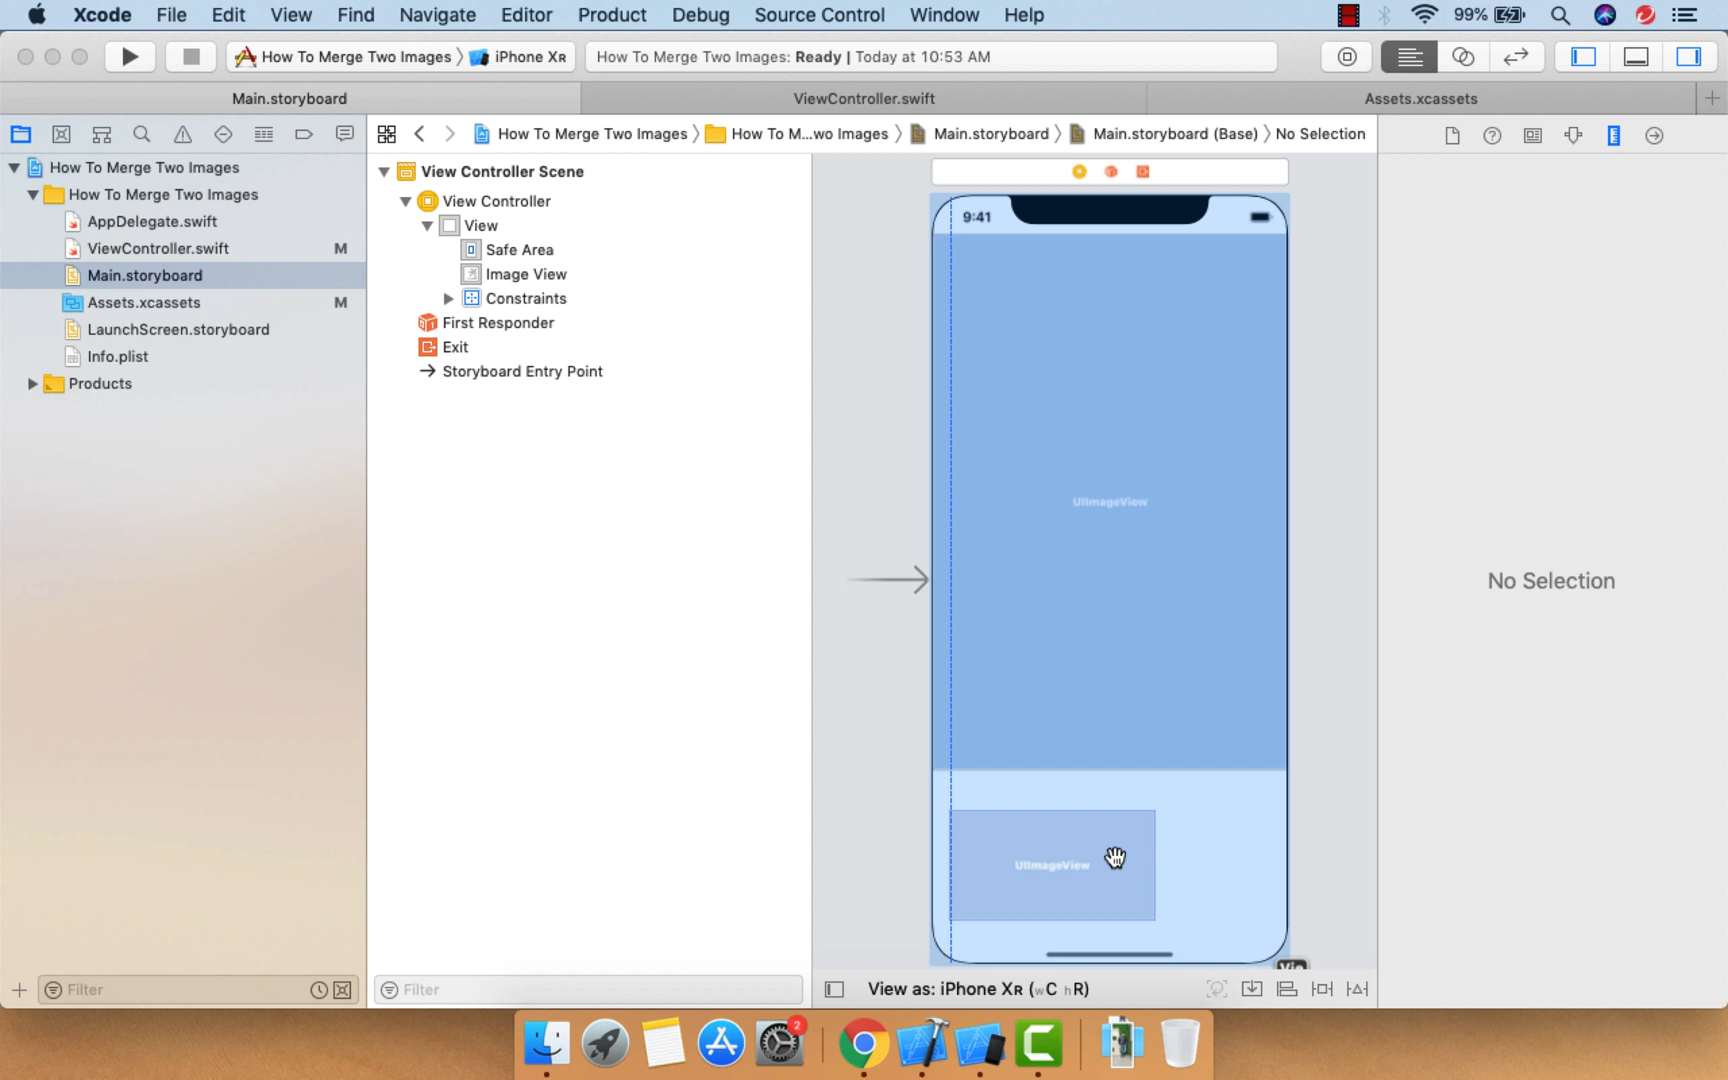 Xcode File Edit View Find Navigate Editor Product Debug Source Control Window Help 99%
How To Merge Two Images iPhone XR How To Merge Two Images: Ready | Today at 10:53 AM
Main.storyboard ViewController.swift Assets.xcassets
How To Merge Two Images How To M...wo Images Main.storyboard Main.storyboard (Base) No Selection
How To Merge Two Images
How To Merge Two Images
AppDelegate.swift
ViewController.swift M
Main.storyboard
Assets.xcassets M
LaunchScreen.storyboard
Info.plist
Products
View Controller Scene
View Controller
View
Safe Area
Image View
Constraints
First Responder
Exit
Storyboard Entry Point
9:41
UIImageView
UIImageView
No Selection
Filter
Filter
View as: iPhone XR (wC hR)
2